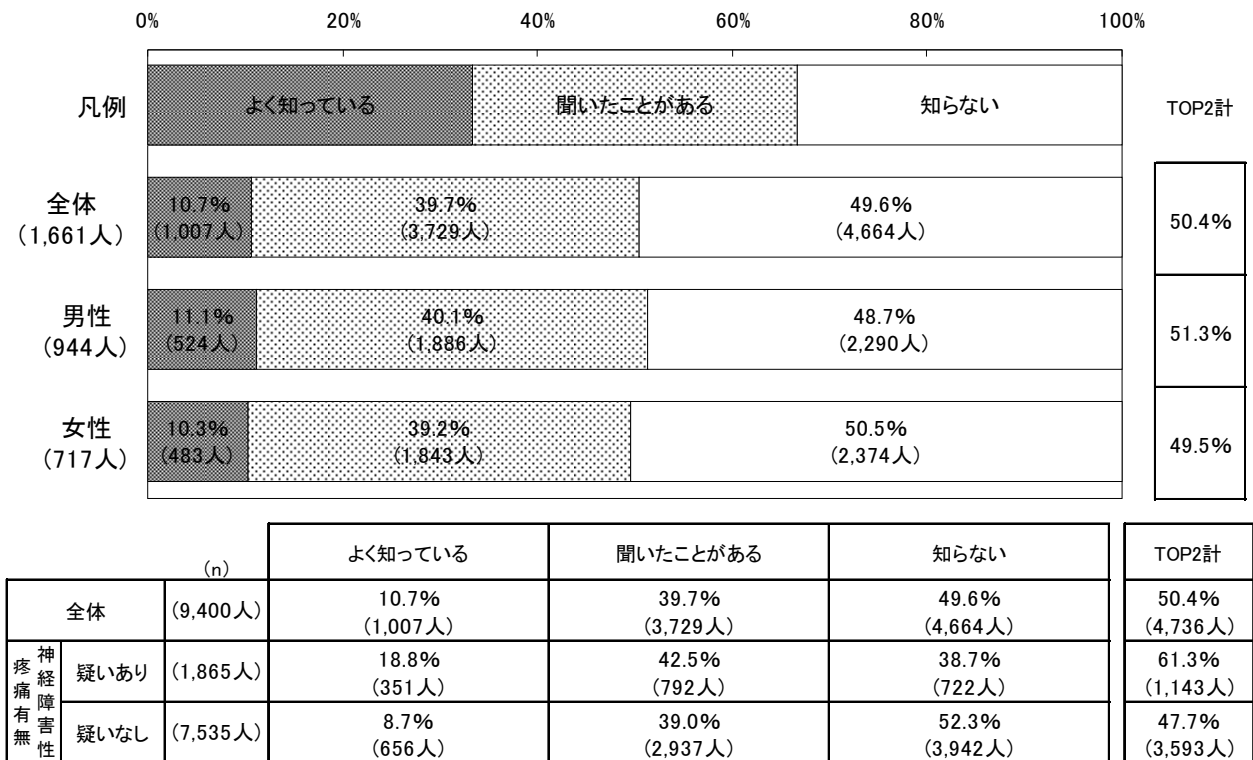 0% 20% 40% 60% 80% 100%
凡例 よく知っている 聞いたことがある 知らない TOP2計
全体 10.7% 39.7% 49.6% 50.4%
(1,661人) (1,007人) (3,729人) (4,664人)
男性 11.1% 40.1% 48.7% 51.3%
(944人) (524人) (1,886人) (2,290人)
女性 10.3% 39.2% 50.5% 49.5%
(717人) (483人) (1,843人) (2,374人)
(n) よく知っている 聞いたことがある 知らない TOP2計
全体 (9,400人) 10.7% 39.7% 49.6% 50.4%
(1,007人) (3,729人) (4,664人) (4,736人)
神経障害性
疼痛有無
疑いあり (1,865人) 18.8% 42.5% 38.7% 61.3%
(351人) (792人) (722人) (1,143人)
疑いなし (7,535人) 8.7% 39.0% 52.3% 47.7%
(656人) (2,937人) (3,942人) (3,593人)